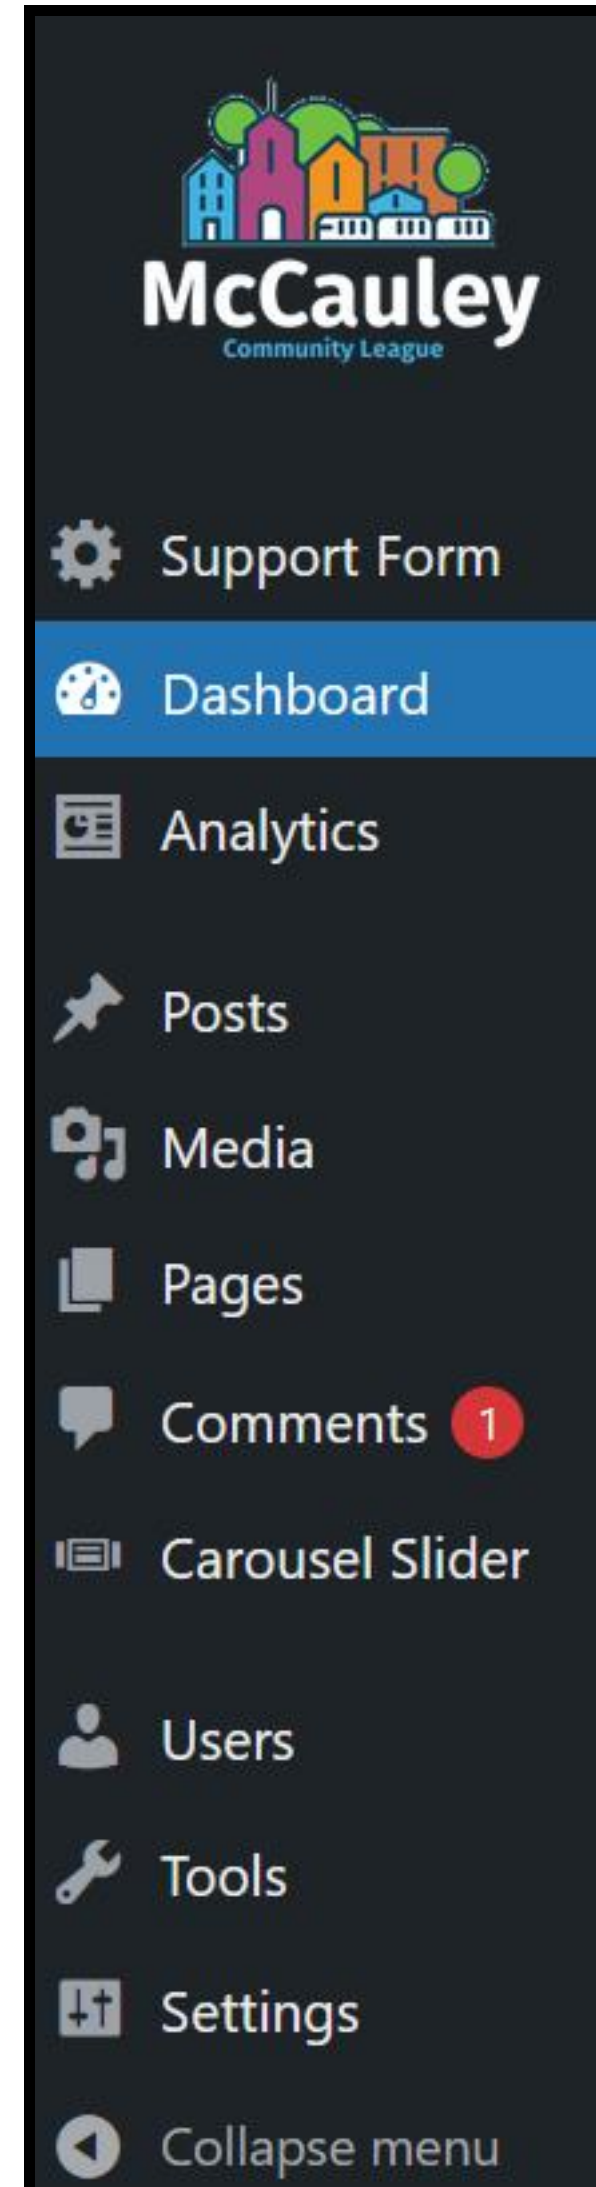 McCauley
Community League
Support Form
Dashboard
Analytics
Posts
Media
Pages
Comments 1
Carousel Slider
Users
Tools
Settings
Collapse menu